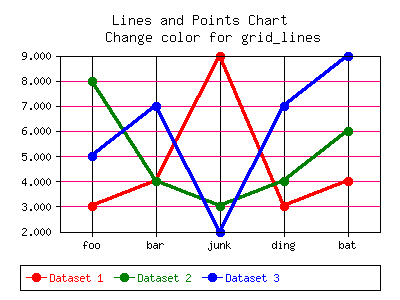 Lines and Points Chart
Change color for grid_lines
9.000
8.000
7.000
6.000
5.000
4.000
3.000
2.000
foo bar junk ding bat
Dataset 1 Dataset 2 Dataset 3